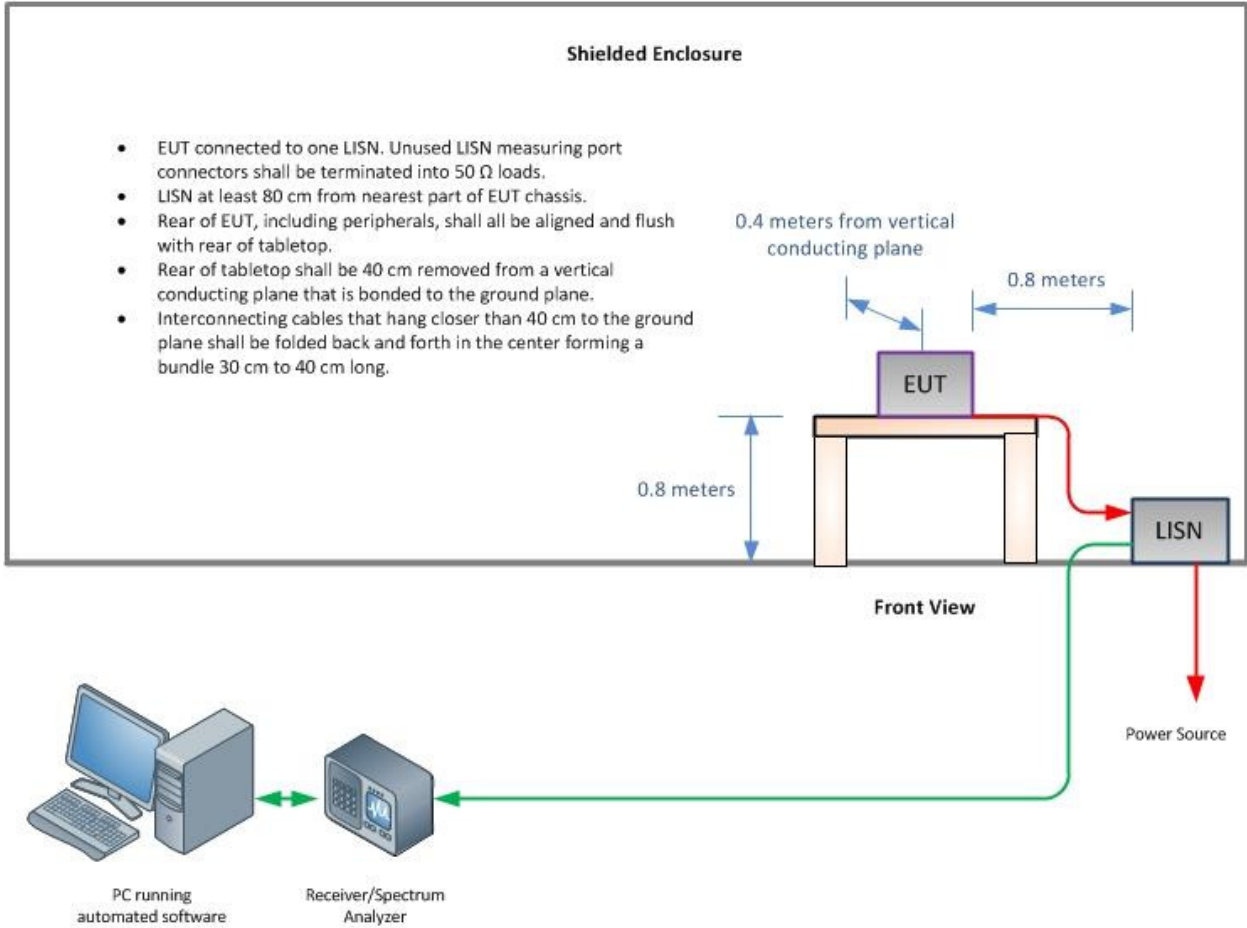 Shielded Enclosure
• EUT connected to one LISN. Unused LISN measuring port
connectors shall be terminated into 50 Ω loads.
• LISN at least 80 cm from nearest part of EUT chassis.
• Rear of EUT, including peripherals, shall all be aligned and flush
with rear of tabletop.
• Rear of tabletop shall be 40 cm removed from a vertical
conducting plane that is bonded to the ground plane.
• Interconnecting cables that hang closer than 40 cm to the ground
plane shall be folded back and forth in the center forming a
bundle 30 cm to 40 cm long.
0.4 meters from vertical
conducting plane
0.8 meters
EUT
0.8 meters
LISN
Front View
Power Source
PC running
automated software
Receiver/Spectrum
Analyzer